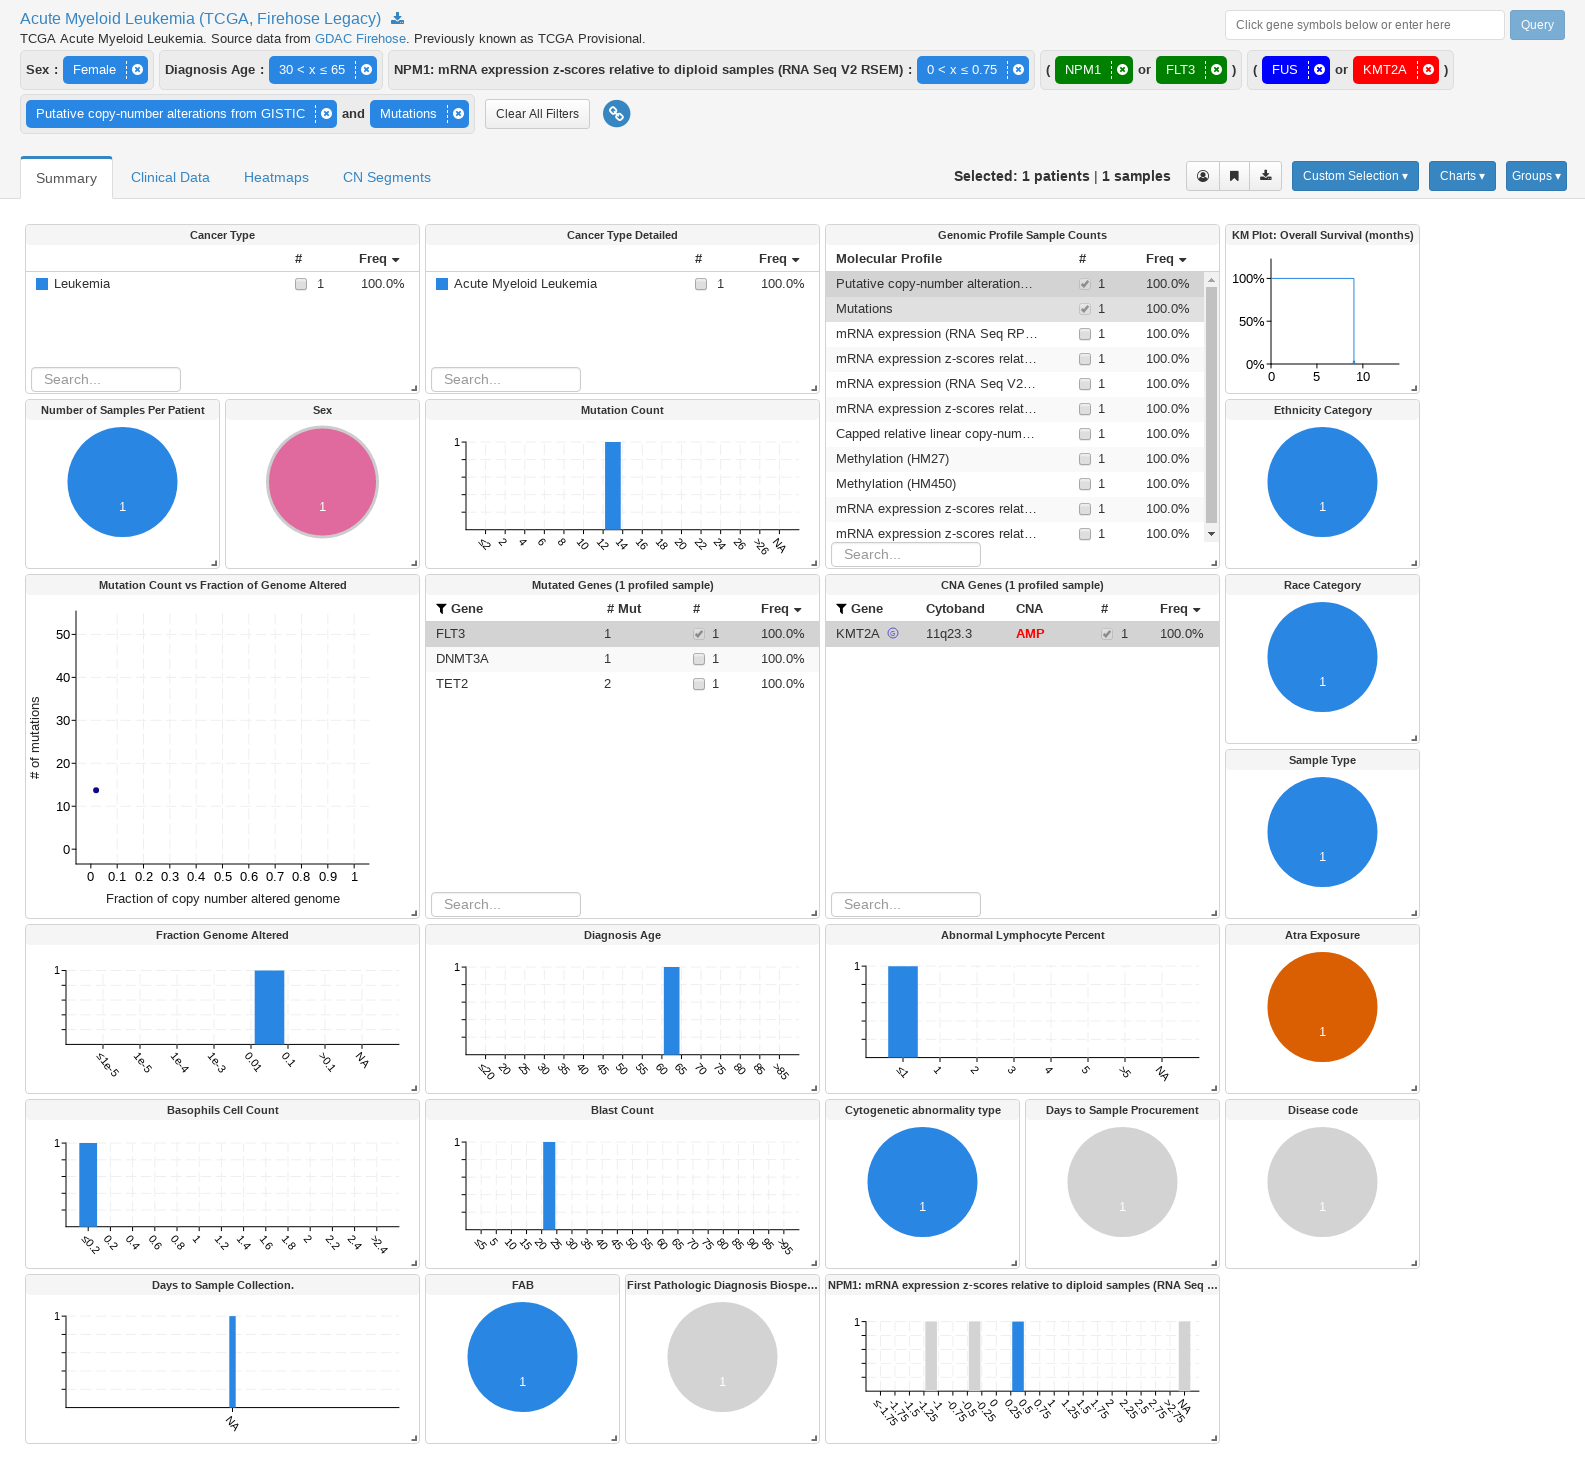 Acute Myeloid Leukemia (TCGA, Firehose Legacy)
Click gene symbols below or enter here
Query
TCGA Acute Myeloid Leukemia. Source data from GDAC Firehose. Previously known as TCGA Provisional.
Sex : Female
Diagnosis Age : 30 < x ≤ 65
NPM1: mRNA expression z-scores relative to diploid samples (RNA Seq V2 RSEM) : 0 < x ≤ 0.75
( NPM1 or FLT3 )
( FUS or KMT2A )
Putative copy-number alterations from GISTIC and Mutations
Clear All Filters
Summary
Clinical Data
Heatmaps
CN Segments
Selected: 1 patients | 1 samples
Custom Selection ▾
Charts ▾
Groups ▾
Cancer Type
# Freq
Leukemia 1 100.0%
Search...
Cancer Type Detailed
# Freq
Acute Myeloid Leukemia 1 100.0%
Search...
Genomic Profile Sample Counts
Molecular Profile # Freq
Putative copy-number alteration… 1 100.0%
Mutations 1 100.0%
mRNA expression (RNA Seq RP… 1 100.0%
mRNA expression z-scores relat… 1 100.0%
mRNA expression (RNA Seq V2… 1 100.0%
mRNA expression z-scores relat… 1 100.0%
Capped relative linear copy-num… 1 100.0%
Methylation (HM27) 1 100.0%
Methylation (HM450) 1 100.0%
mRNA expression z-scores relat… 1 100.0%
mRNA expression z-scores relat… 1 100.0%
Search...
KM Plot: Overall Survival (months)
100%
50%
0%
0 5 10
Number of Samples Per Patient
1
Sex
1
Mutation Count
1
≤2 2 4 6 8 10 12 14 16 18 20 22 24 26 >26 NA
Ethnicity Category
1
Mutation Count vs Fraction of Genome Altered
# of mutations
50
40
30
20
10
0
0 0.1 0.2 0.3 0.4 0.5 0.6 0.7 0.8 0.9 1
Fraction of copy number altered genome
Mutated Genes (1 profiled sample)
Gene # Mut # Freq
FLT3 1 1 100.0%
DNMT3A 1 1 100.0%
TET2 2 1 100.0%
Search...
CNA Genes (1 profiled sample)
Gene Cytoband CNA # Freq
KMT2A G 11q23.3 AMP 1 100.0%
Search...
Race Category
1
Sample Type
1
Fraction Genome Altered
1
≤1e-5 1e-5 1e-4 1e-3 0.01 0.1 >0.1 NA
Diagnosis Age
1
≤20 20 25 30 35 40 45 50 55 60 65 70 75 80 85 >85
Abnormal Lymphocyte Percent
1
≤1 1 2 3 4 5 >5 NA
Atra Exposure
1
Basophils Cell Count
1
≤0.2 0.2 0.4 0.6 0.8 1 1.2 1.4 1.6 1.8 2 2.2 2.4 >2.4
Blast Count
1
≤5 5 10 15 20 25 30 35 40 45 50 55 60 65 70 75 80 85 90 95 >95
Cytogenetic abnormality type
1
Days to Sample Procurement
1
Disease code
1
Days to Sample Collection.
1
NA
FAB
1
First Pathologic Diagnosis Biospe...
1
NPM1: mRNA expression z-scores relative to diploid samples (RNA Seq ...
1
≤-1.75 -1.75 -1.5 -1.25 -1 -0.75 -0.5 -0.25 0 0.25 0.5 0.75 1 1.25 1.5 1.75 2 2.25 2.5 2.75 >2.75 NA